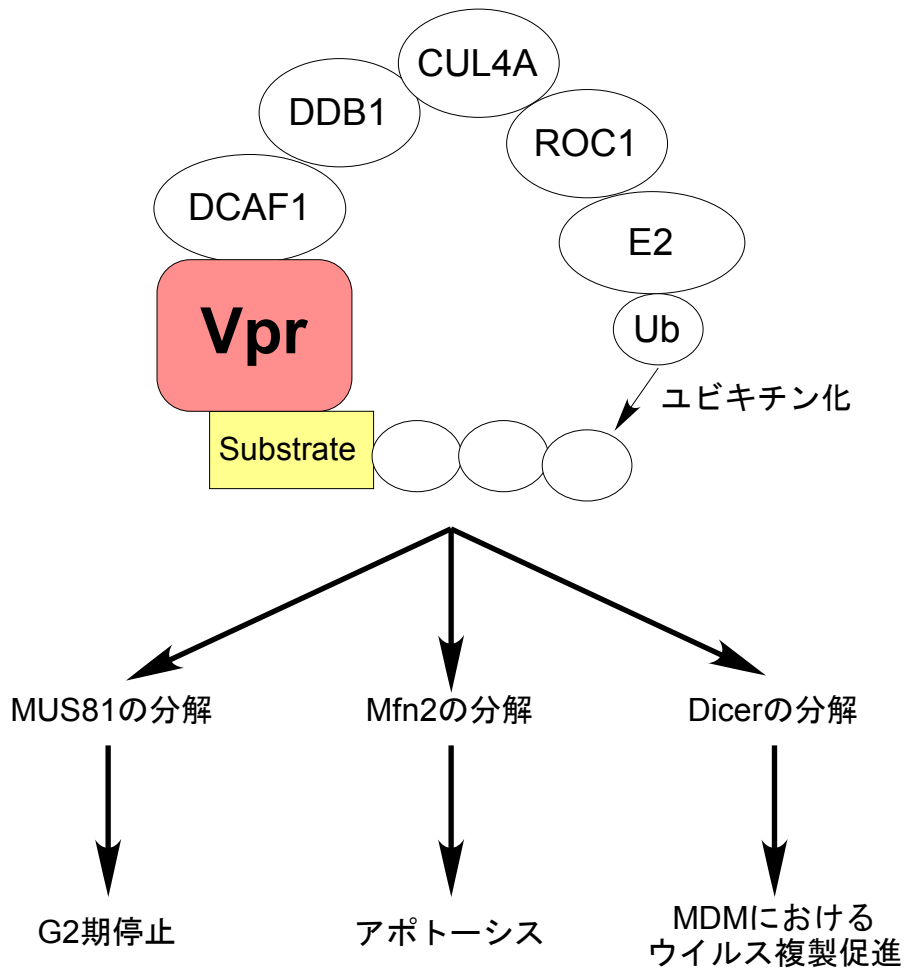 CUL4A
DDB1
ROC1
DCAF1
E2
Vpr
Ub
ユビキチン化
Substrate
MUS81の分解
Mfn2の分解
Dicerの分解
G2期停止
アポトーシス
MDMにおける
ウイルス複製促進